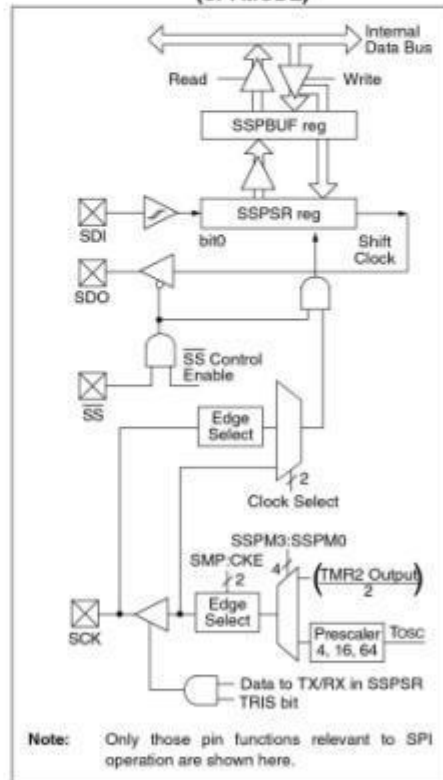 (SPI MODE)
Internal
Data Bus
Read
Write
SSPBUF reg
SSPSR reg
SDI
bit0
Shift
Clock
SDO
SS Control
Enable
SS
Edge
Select
2
Clock Select
SSPM3:SSPM0
SMP:CKE
4
2
(TMR2 Output)
2
Edge
Select
SCK
Prescaler
4, 16, 64
TOSC
Data to TX/RX in SSPSR
TRIS bit
Note: Only those pin functions relevant to SPI
operation are shown here.